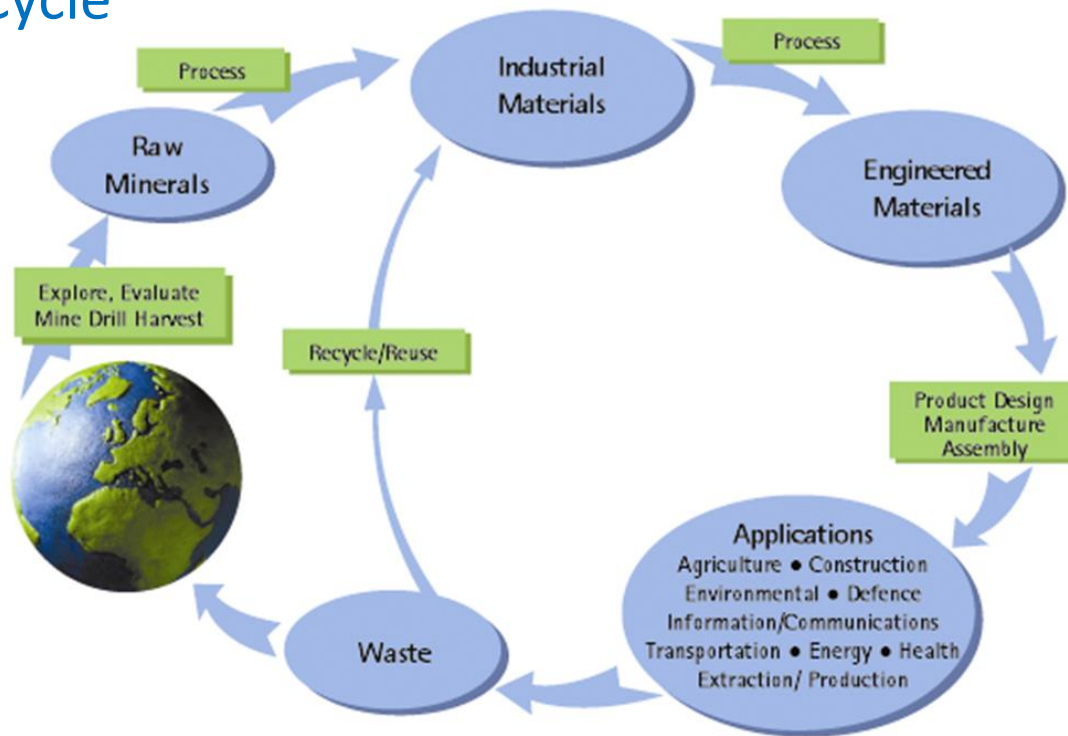 Cycle
Process
Industrial
Materials
Process
Raw
Minerals
Engineered
Materials
Explore, Evaluate
Mine Drill Harvest
Recycle/Reuse
Product Design
Manufacture
Assembly
Applications
Agriculture ● Construction
Environmental ● Defence
Information/Communications
Transportation ● Energy ● Health
Extraction/ Production
Waste